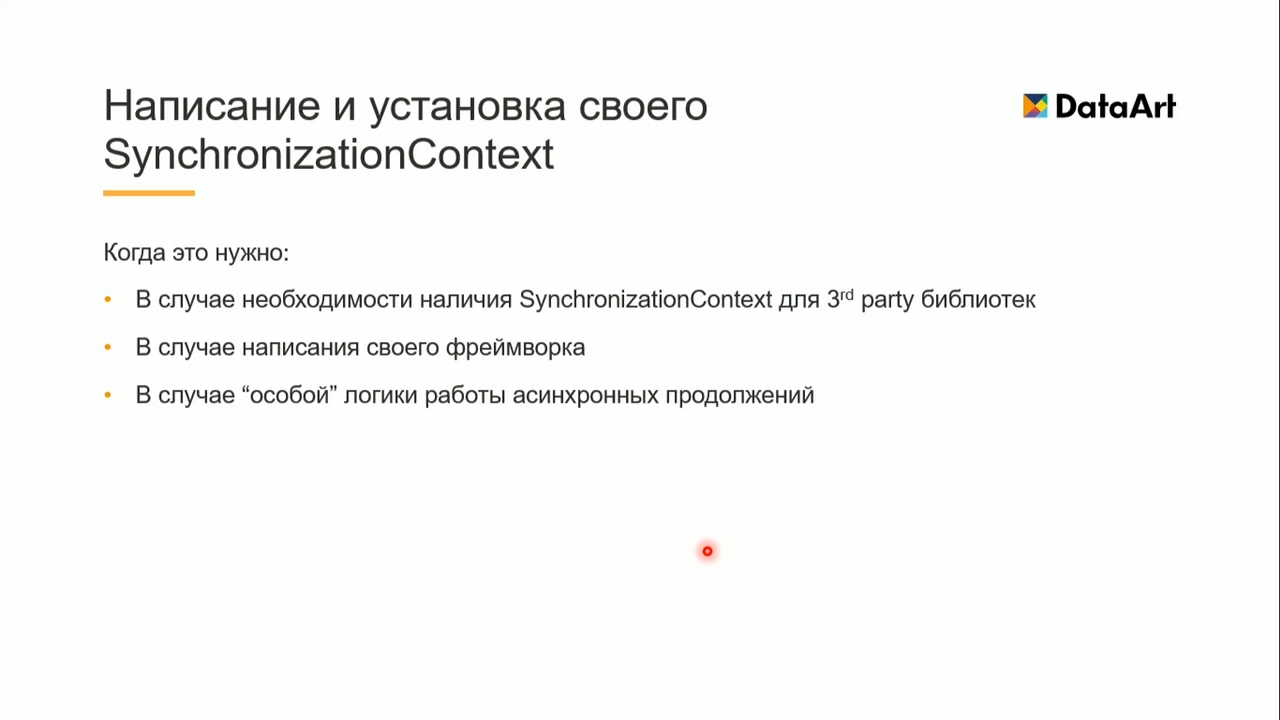 Написание и установка своего
SynchronizationContext
DataArt
Когда это нужно:
• В случае необходимости наличия SynchronizationContext для 3rd party библиотек
• В случае написания своего фреймворка
• В случае “особой” логики работы асинхронных продолжений